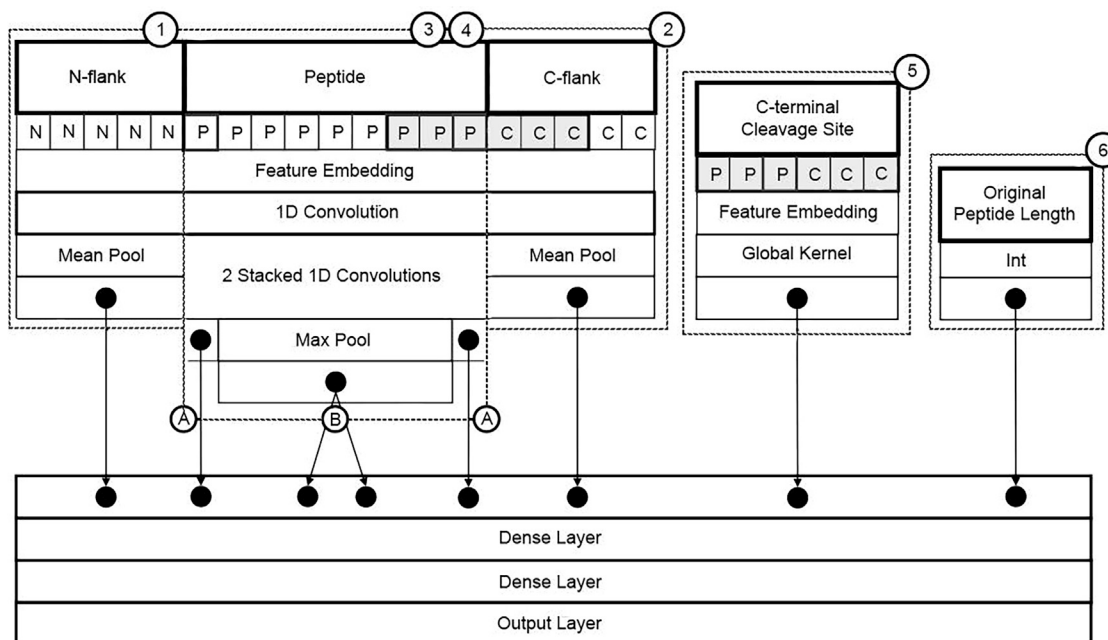 1 3 4 2
N-flank Peptide C-flank
N N N N N P P P P P P P P P C C C C C
Feature Embedding
1D Convolution
Mean Pool 2 Stacked 1D Convolutions Mean Pool
Max Pool
A B A
5
C-terminal
Cleavage Site
P P P C C C
Feature Embedding
Global Kernel
6
Original
Peptide Length
Int
Dense Layer
Dense Layer
Output Layer